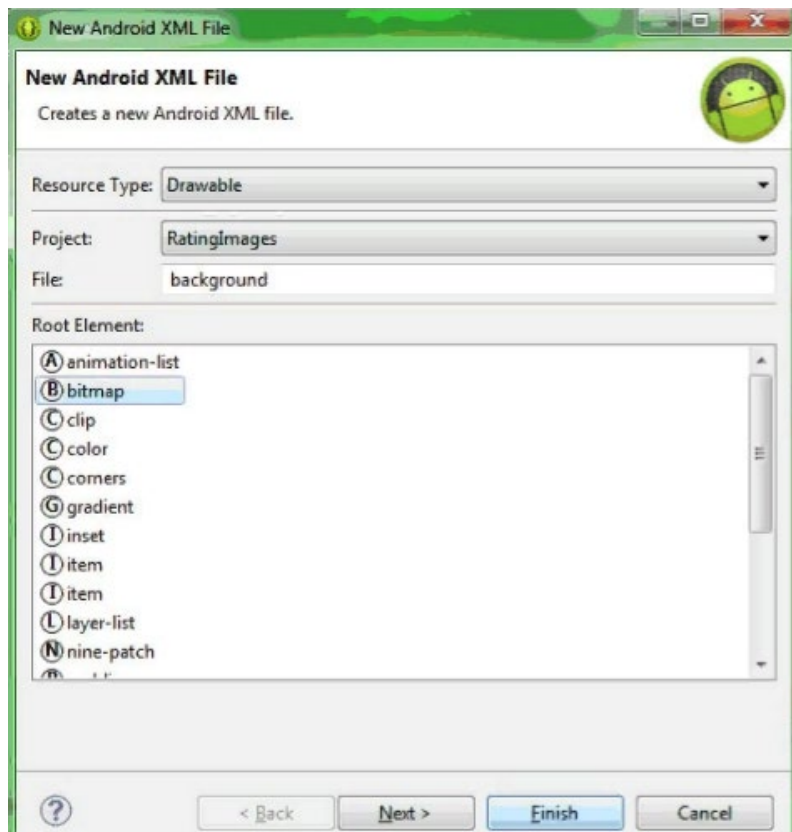 New Android XML File
New Android XML File
Creates a new Android XML file.
Resource Type: Drawable
Project: RatingImages
File: background
Root Element:
A animation-list
B bitmap
C clip
C color
C corners
G gradient
I inset
I item
I item
L layer-list
N nine-patch
? < Back Next > Finish Cancel